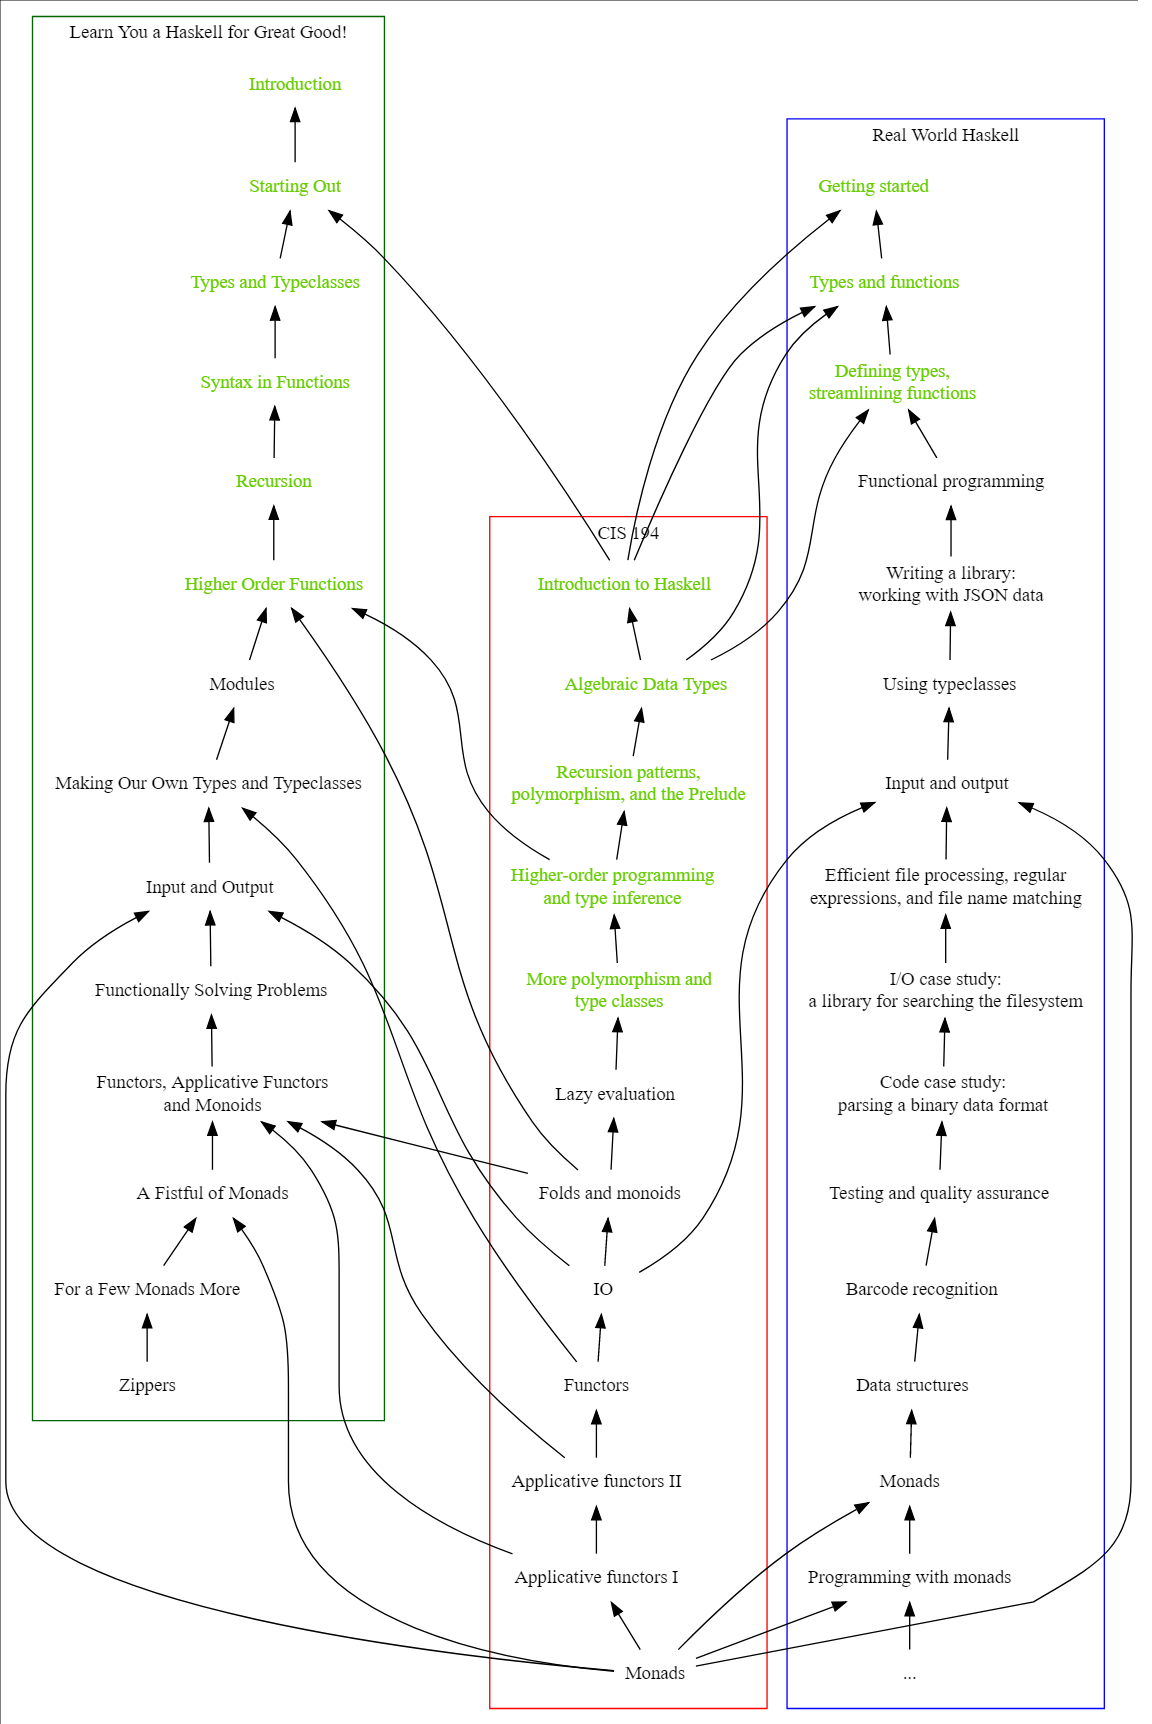 Learn You a Haskell for Great Good!
Introduction
Starting Out
Types and Typeclasses
Syntax in Functions
Recursion
Higher Order Functions
Modules
Making Our Own Types and Typeclasses
Input and Output
Functionally Solving Problems
Functors, Applicative Functors
and Monoids
A Fistful of Monads
For a Few Monads More
Zippers
CIS 194
Introduction to Haskell
Algebraic Data Types
Recursion patterns,
polymorphism, and the Prelude
Higher-order programming
and type inference
More polymorphism and
type classes
Lazy evaluation
Folds and monoids
IO
Functors
Applicative functors II
Applicative functors I
Monads
Real World Haskell
Getting started
Types and functions
Defining types,
streamlining functions
Functional programming
Writing a library:
working with JSON data
Using typeclasses
Input and output
Efficient file processing, regular
expressions, and file name matching
I/O case study:
a library for searching the filesystem
Code case study:
parsing a binary data format
Testing and quality assurance
Barcode recognition
Data structures
Monads
Programming with monads
...